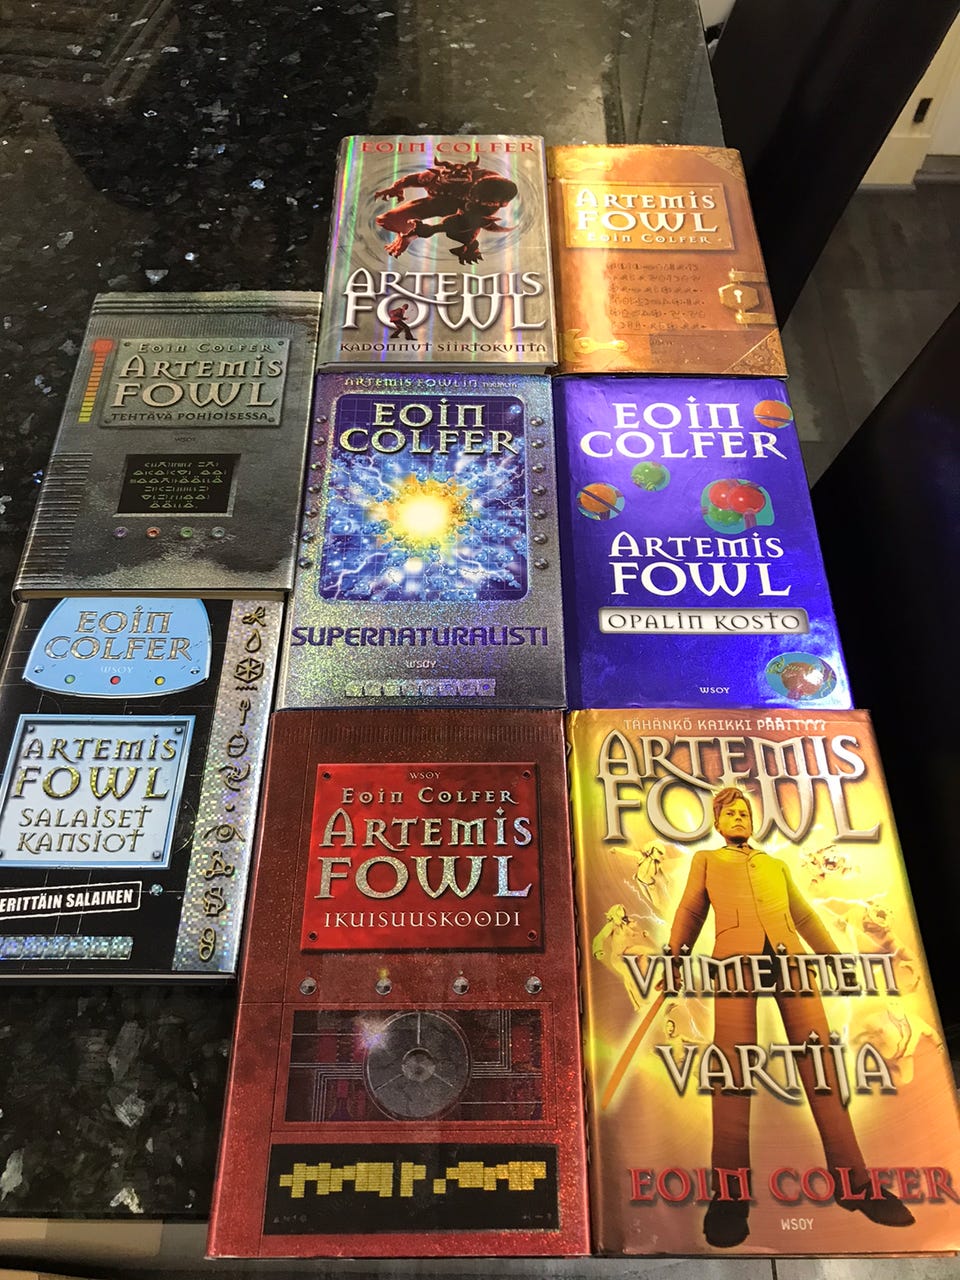 EOIN COLFER
ARTEMIS
FOWL
KADONNUT SIIRTOKUNTA
ARTEMIS
FOWL
EOIN COLFER
EOIN COLFER
ARTEMIS
FOWL
TEHTÄVÄ POHJOISESSA
WSOY
ARTEMIS FOWLIN
EOIN
COLFER
SUPERNATURALISTI
WSOY
EOIN
COLFER
ARTEMIS
FOWL
OPALIN KOSTO
WSOY
EOIN
COLFER
WSOY
ARTEMIS
FOWL
SALAISET
KANSIOT
ERITTÄIN SALAINEN
WSOY
EOIN COLFER
ARTEMIS
FOWL
IKUISUUSKOODI
TÄHÄNKÖ KAIKKI PÄÄTTYY?
ARTEMIS
FOWL
VIIMEINEN
VARTIJA
EOIN COLFER
WSOY